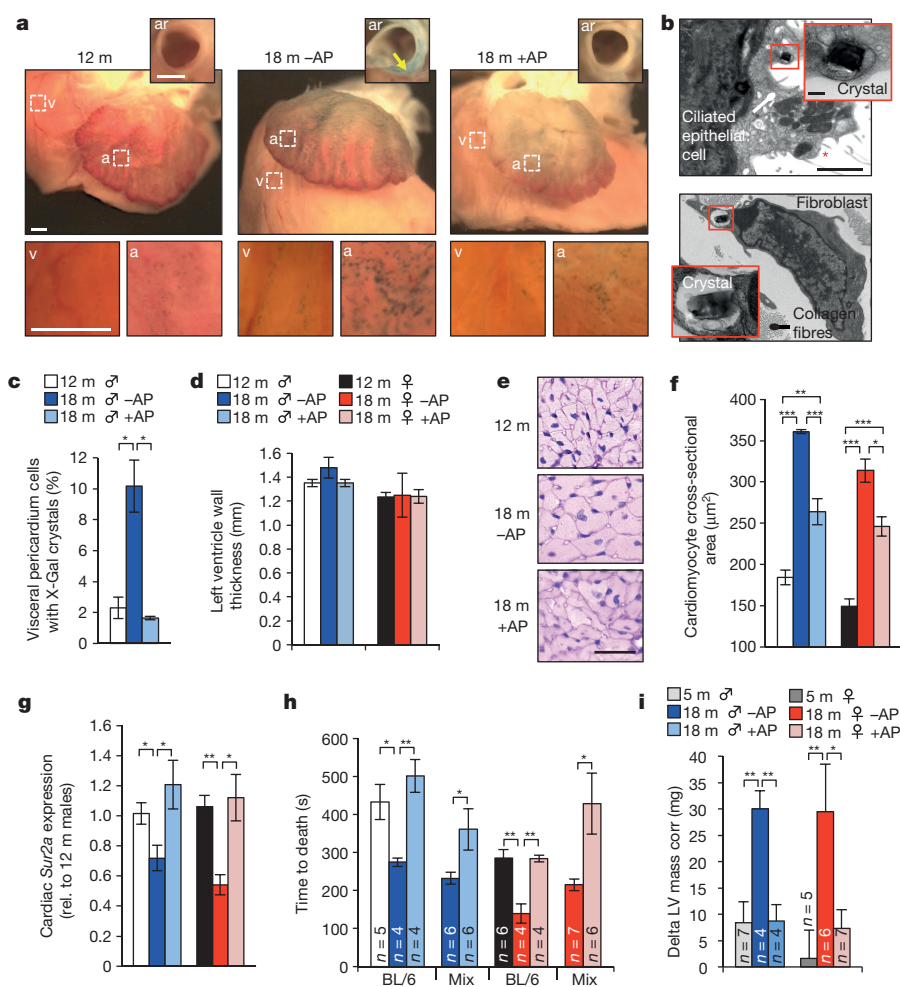 a
12 m
ar
v
a
v
a
18 m –AP
ar
a
v
v
a
18 m +AP
ar
v
a
v
a
b
Ciliated
epithelial
cell
Crystal
*
Fibroblast
Crystal
Collagen
fibres
c
12 m ♂
18 m ♂ –AP
18 m ♂ +AP
Visceral pericardium cells
with X-Gal crystals (%)
12
10
8
6
4
2
0
* *
d
12 m ♂
18 m ♂ –AP
18 m ♂ +AP
12 m ♀
18 m ♀ –AP
18 m ♀ +AP
Left ventricle wall
thickness (mm)
1.6
1.4
1.2
1.0
0.8
0.6
0.4
0.2
0
e
12 m
18 m
–AP
18 m
+AP
f
Cardiomyocyte cross-sectional
area (μm²)
400
350
300
250
200
150
100
**
*** ***
***
*** *
g
Cardiac Sur2a expression
(rel. to 12 m males)
1.6
1.4
1.2
1.0
0.8
0.6
0.4
0.2
0
* *
** *
h
Time to death (s)
600
500
400
300
200
100
0
* **
*
** **
*
n = 5
n = 4
n = 4
n = 6
n = 6
n = 6
n = 4
n = 4
n = 7
n = 6
BL/6
Mix
BL/6
Mix
i
5 m ♂
18 m ♂ –AP
18 m ♂ +AP
5 m ♀
18 m ♀ –AP
18 m ♀ +AP
Delta LV mass corr (mg)
40
35
30
25
20
15
10
5
0
** **
** *
n = 7
n = 4
n = 4
n = 5
n = 6
n = 7